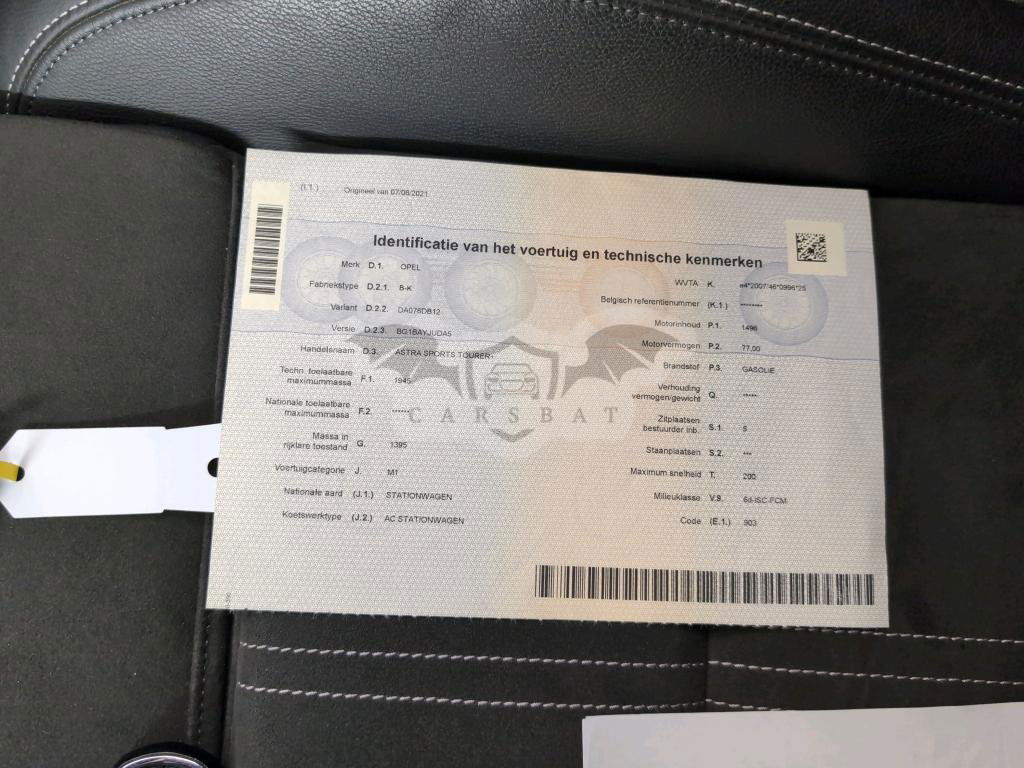 (I.1.) Origineel van 07/06/2021
Identificatie van het voertuig en technische kenmerken
Merk D.1. OPEL
Fabriekstype D.2.1. B-K
Variant D.2.2. DA076DB12
Versie D.2.3. BG1BAYJUDA5
Handelsnaam D.3. ASTRA SPORTS TOURER+
Techn. toelaatbare
maximummassa F.1. 1945
Nationale toelaatbare
maximummassa F.2. ------
Massa in
rijklare toestand G. 1395
Voertuigcategorie J. M1
Nationale aard (J.1.) STATIONWAGEN
Koetswerktype (J.2.) AC STATIONWAGEN
WVTA K. e4*2007/46*0996*25
Belgisch referentienummer (K.1.) --------
Motorinhoud P.1. 1496
Motorvermogen P.2. 77,00
Brandstof P.3. GASOLIE
Verhouding
vermogen/gewicht Q. -----
Zitplaatsen
bestuurder inb. S.1. 5
Staanplaatsen S.2. ---
Maximum snelheid T. 200
Milieuklasse V.9. 6d-ISC-FCM
Code (E.1.) 903
CARSBAT